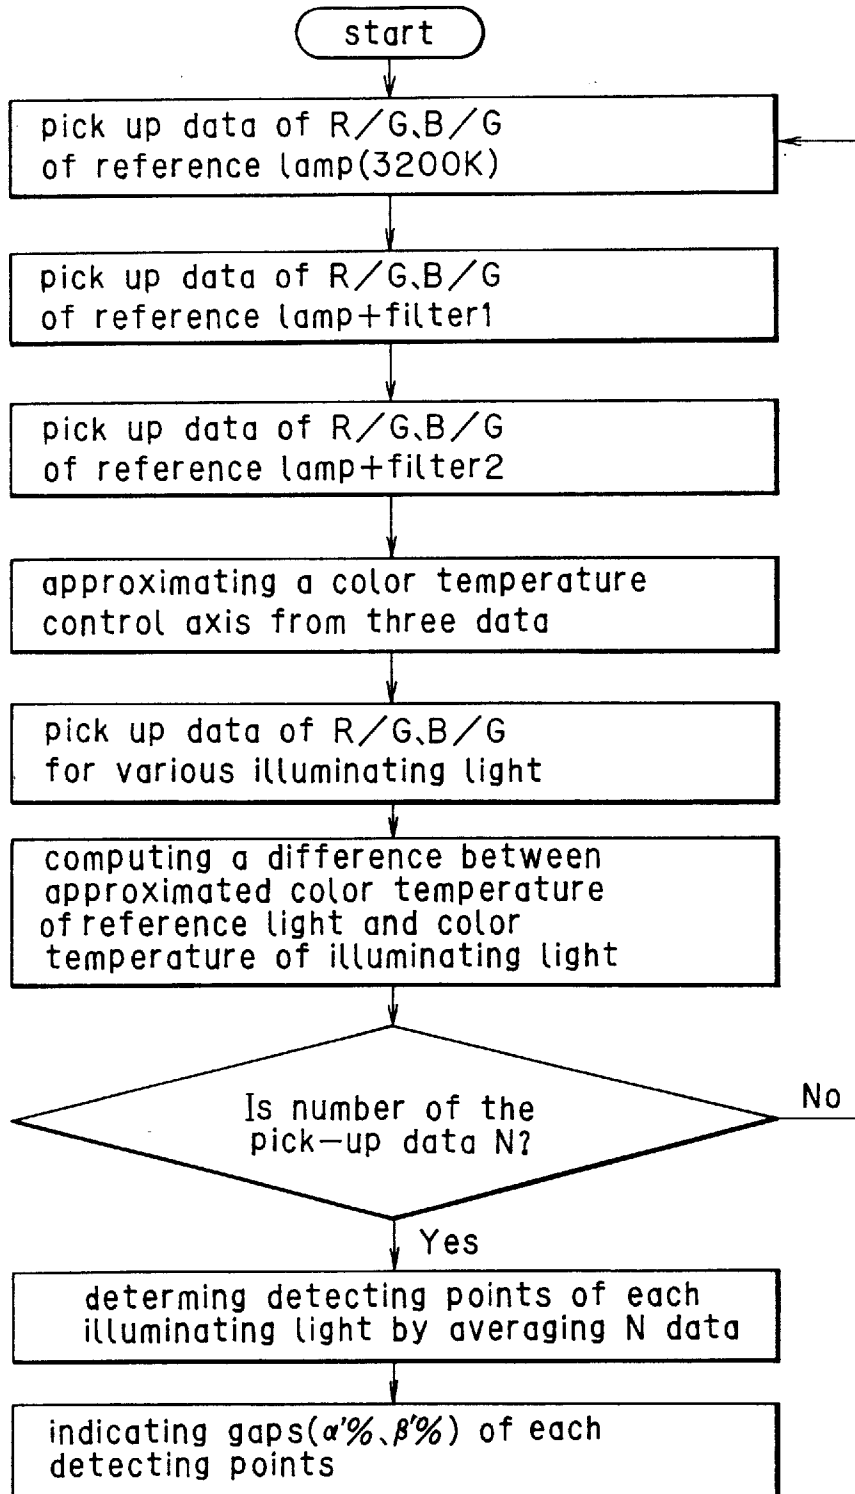 start
pick up data of R/G、B/G
of reference lamp(3200K)
pick up data of R/G、B/G
of reference lamp+filter1
pick up data of R/G、B/G
of reference lamp+filter2
approximating a color temperature
control axis from three data
pick up data of R/G、B/G
for various illuminating light
computing a difference between
approximated color temperature
of reference light and color
temperature of illuminating light
Is number of the
pick-up data N?
No
Yes
determing detecting points of each
illuminating light by averaging N data
indicating gaps(α'%、β'%) of each
detecting points